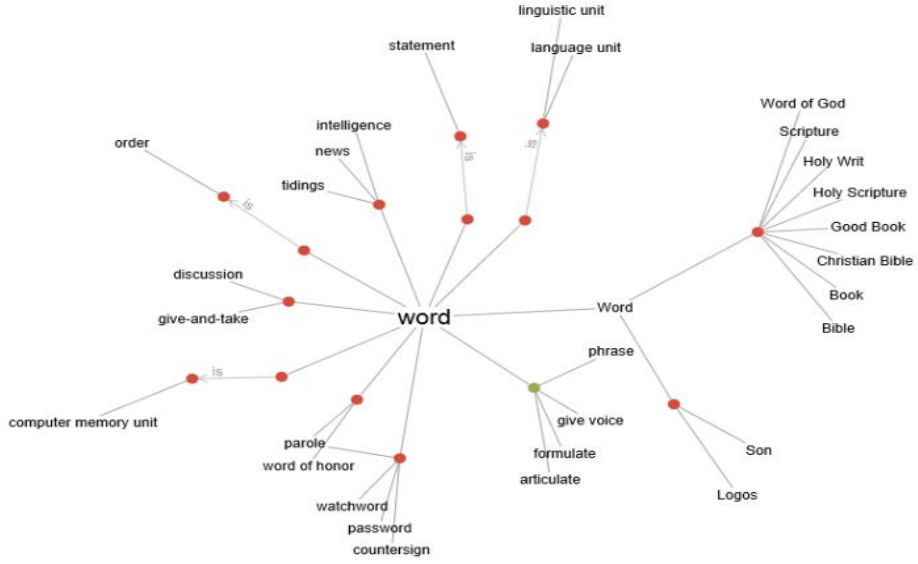 linguistic unit
statement
language unit
Word of God
intelligence
Scripture
order
news
is
is
Holy Writ
tidings
Holy Scripture
is
Good Book
discussion
Christian Bible
Book
give-and-take
word
Word
Bible
phrase
is
computer memory unit
give voice
parole
formulate
Son
word of honor
articulate
Logos
watchword
password
countersign